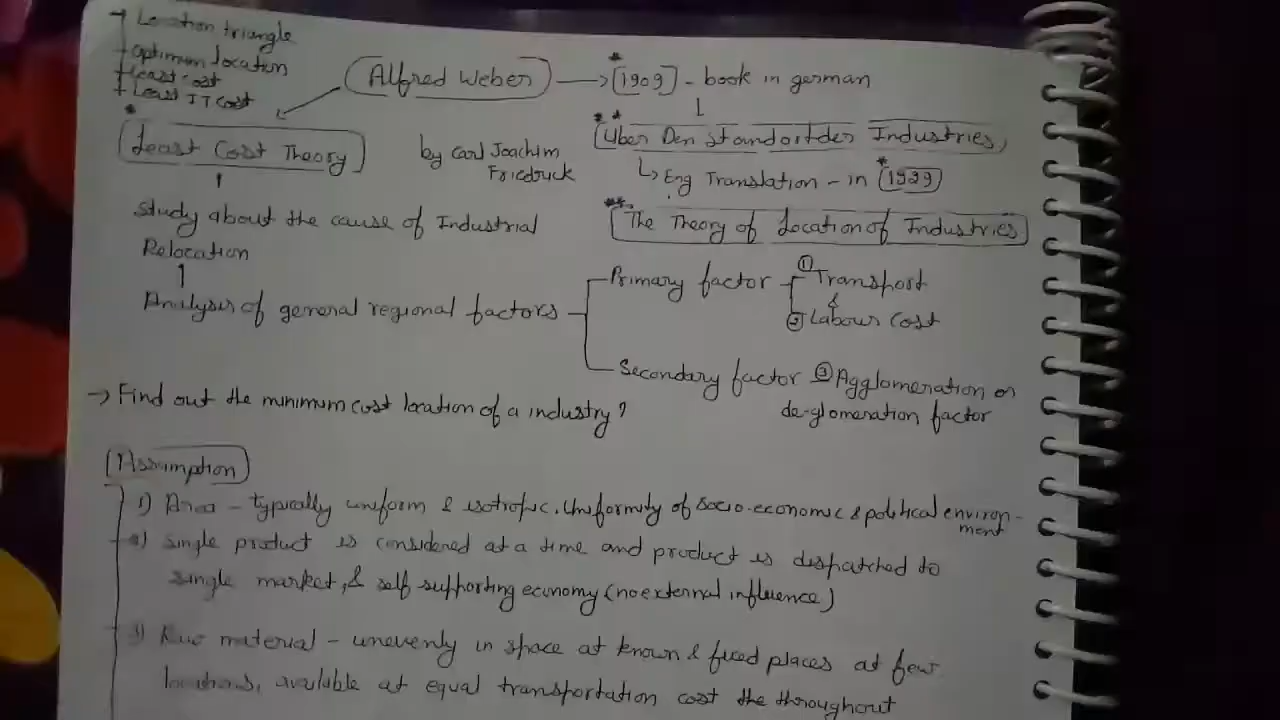 → Location triangle
+ optimum location
+ least cost
+ Least IT cost
Alfred Weber → *[1909] - book in german
* Least Cost Theory
by Carl Joachim
Friedruck
** Uber Den standortder Industries,
↳ Eng Translation - in *[1929]
** The Theory of Location of Industries
Study about the cause of Industrial
Relocation
Analysis of general regional factors
Primary factor ① Transport
&
② Labour cost
Secondary factor ③ Agglomeration or
de-glomeration factor
→ Find out the minimum cost location of a industry?
Assumption
1) Area - typically uniform & isotrofic. Uniformity of Socio-economic & political environ-
ment
2) Single product is considered at a time and product is dispatched to
single market, & self supporting economy (no external influence)
3) Raw material - unevenly in space at known & fixed places at few
locations, available at equal transportation cost the throughout